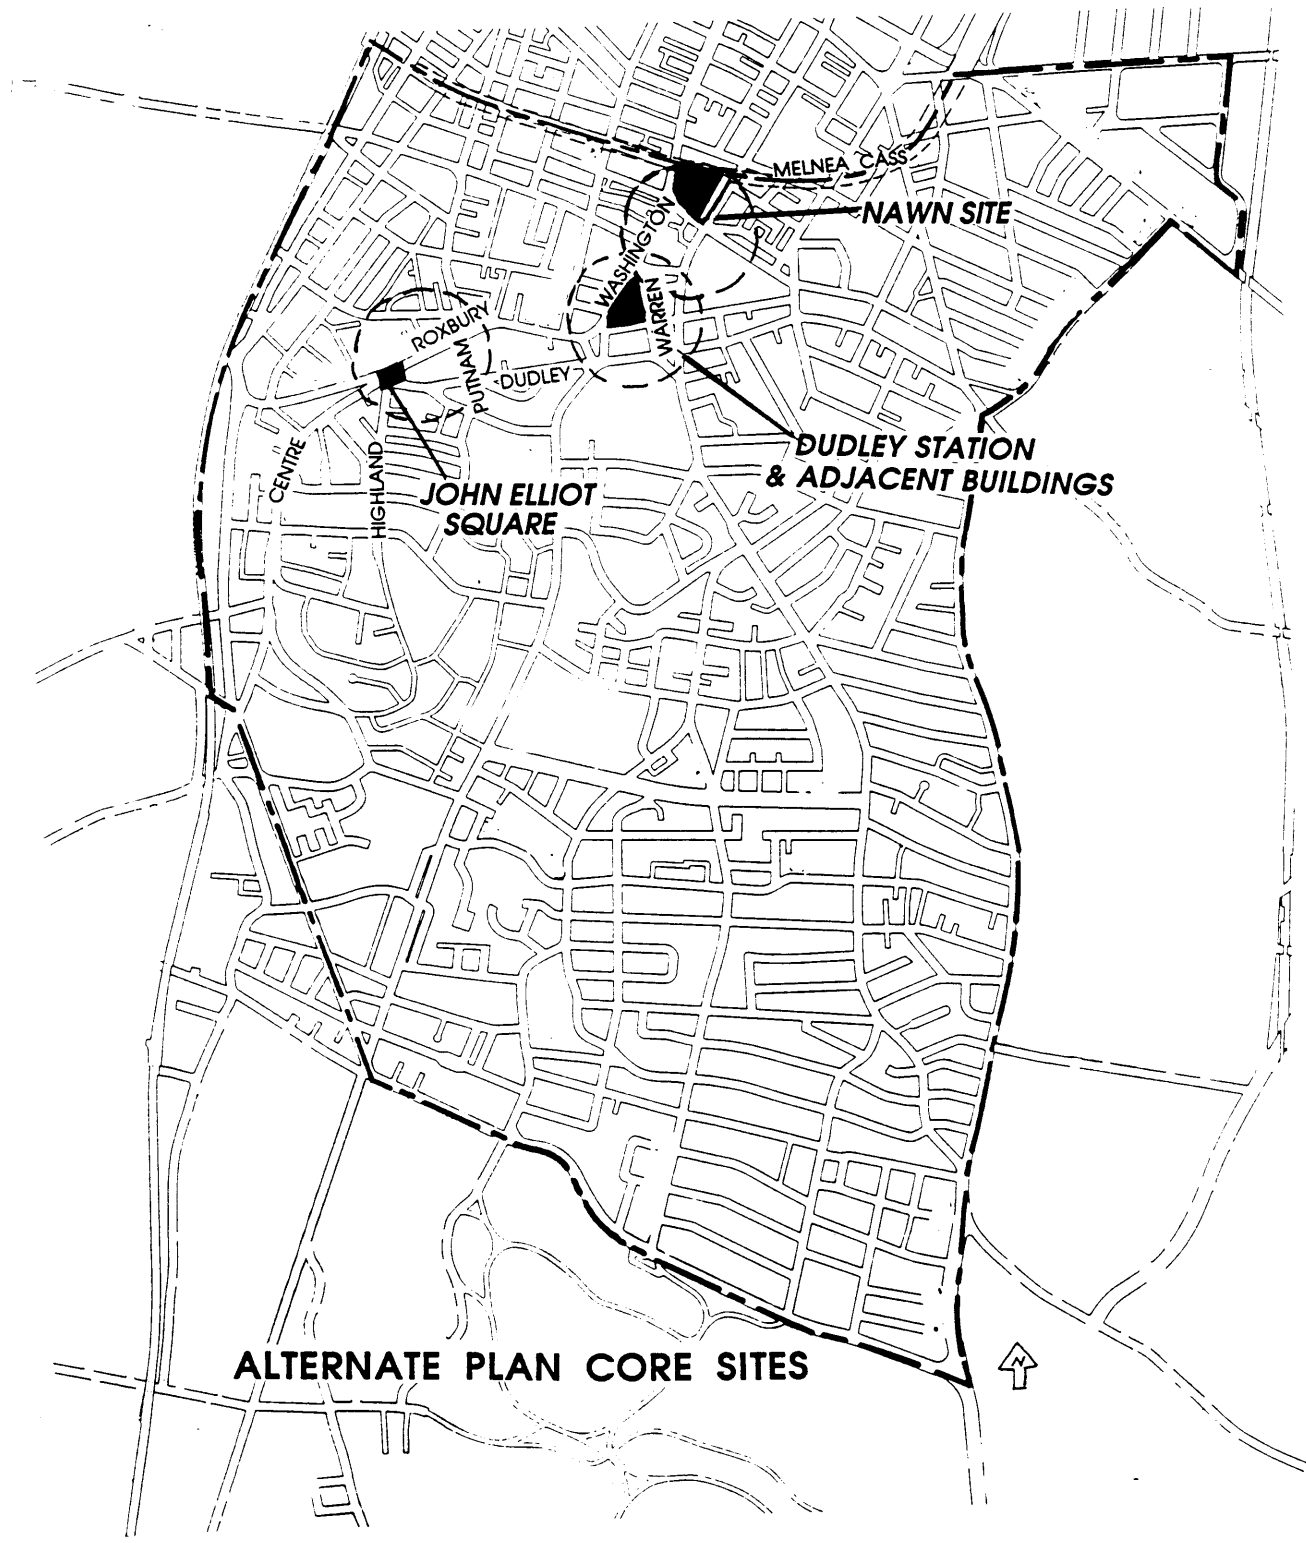 MELNEA CASS
NAWN SITE
WASHINGTON
WARREN
ROXBURY
PUTNAM
DUDLEY
DUDLEY STATION
& ADJACENT BUILDINGS
CENTRE
HIGHLAND
JOHN ELLIOT
SQUARE
ALTERNATE PLAN CORE SITES
N